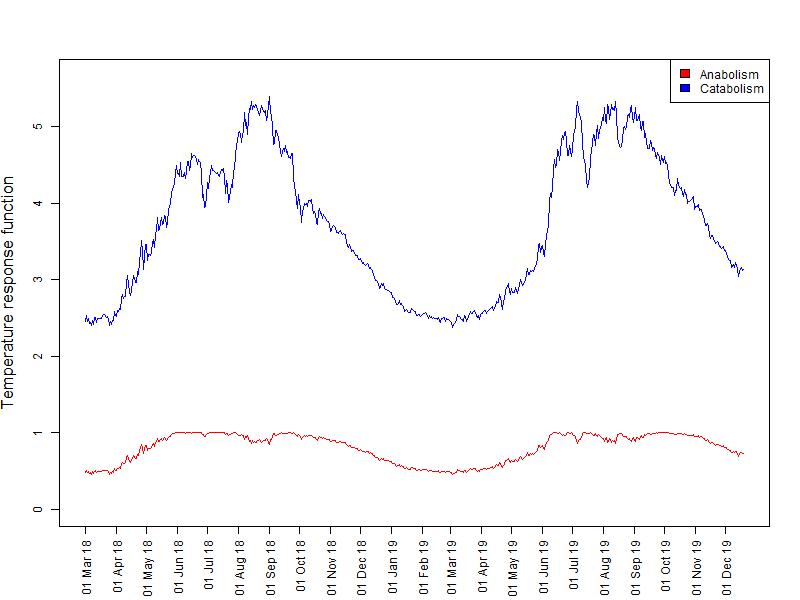 Anabolism
Catabolism
Temperature response function
5
4
3
2
1
0
01 Mar 18
01 Apr 18
01 May 18
01 Jun 18
01 Jul 18
01 Aug 18
01 Sep 18
01 Oct 18
01 Nov 18
01 Dec 18
01 Jan 19
01 Feb 19
01 Mar 19
01 Apr 19
01 May 19
01 Jun 19
01 Jul 19
01 Aug 19
01 Sep 19
01 Oct 19
01 Nov 19
01 Dec 19